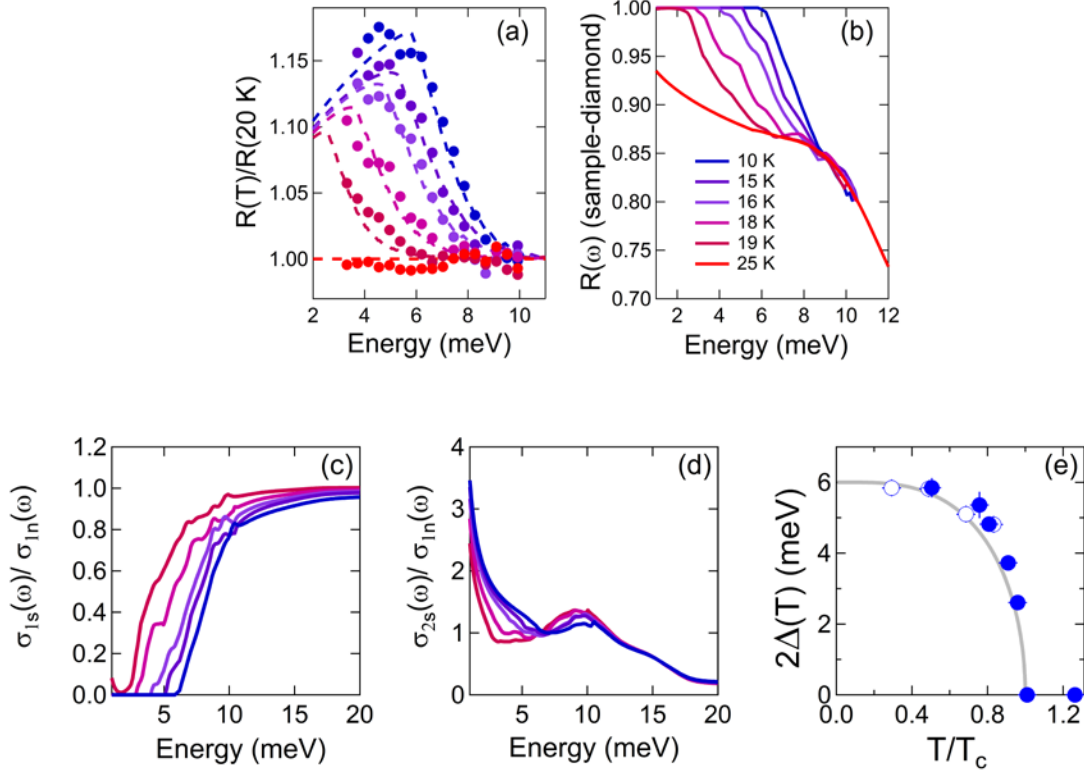 (a)
R(T)/R(20 K)
1.15
1.10
1.05
1.00
2 4 6 8 10
Energy (meV)
(b)
R(ω) (sample-diamond)
1.00
0.95
0.90
0.85
0.80
0.75
0.70
10 K
15 K
16 K
18 K
19 K
25 K
0 2 4 6 8 10 12
Energy (meV)
(c)
σ1s(ω)/ σ1n(ω)
1.2
1.0
0.8
0.6
0.4
0.2
0.0
5 10 15 20
Energy (meV)
(d)
σ2s(ω)/ σ1n(ω)
4
3
2
1
0
5 10 15 20
Energy (meV)
(e)
2Δ(T) (meV)
8
6
4
2
0
0.0 0.4 0.8 1.2
T/Tc